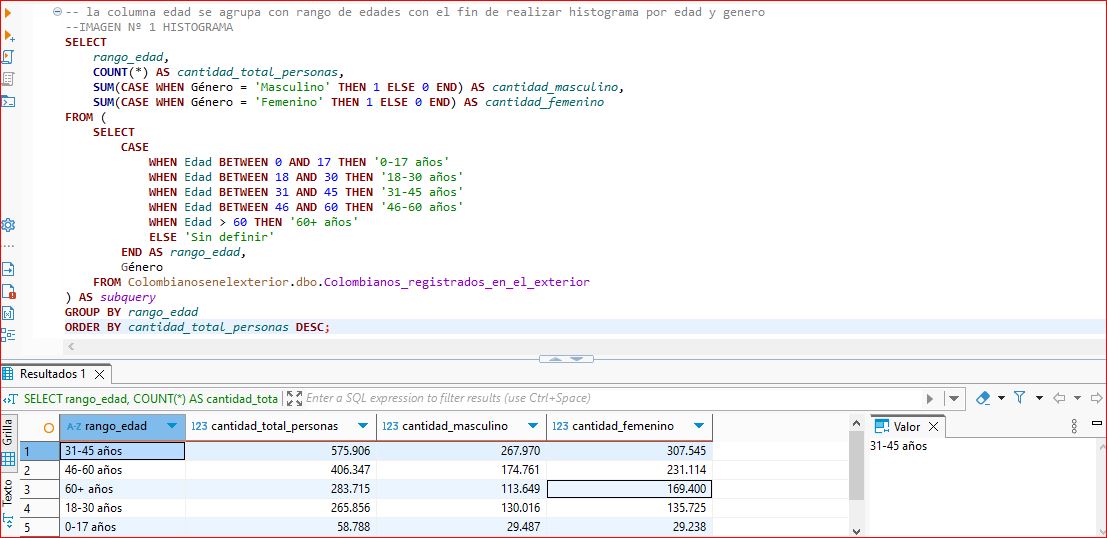 -- la columna edad se agrupa con rango de edades con el fin de realizar histograma por edad y genero
--IMAGEN Nº 1 HISTOGRAMA
SELECT
rango_edad,
COUNT(*) AS cantidad_total_personas,
SUM(CASE WHEN Género = 'Masculino' THEN 1 ELSE 0 END) AS cantidad_masculino,
SUM(CASE WHEN Género = 'Femenino' THEN 1 ELSE 0 END) AS cantidad_femenino
FROM (
SELECT
CASE
WHEN Edad BETWEEN 0 AND 17 THEN '0-17 años'
WHEN Edad BETWEEN 18 AND 30 THEN '18-30 años'
WHEN Edad BETWEEN 31 AND 45 THEN '31-45 años'
WHEN Edad BETWEEN 46 AND 60 THEN '46-60 años'
WHEN Edad > 60 THEN '60+ años'
ELSE 'Sin definir'
END AS rango_edad,
Género
FROM Colombianosenelexterior.dbo.Colombianos_registrados_en_el_exterior
) AS subquery
GROUP BY rango_edad
ORDER BY cantidad_total_personas DESC;
Resultados 1
SELECT rango_edad, COUNT(*) AS cantidad_tota Enter a SQL expression to filter results (use Ctrl+Space)
Grilla
Texto
A-Z rango_edad 123 cantidad_total_personas 123 cantidad_masculino 123 cantidad_femenino
1 31-45 años 575.906 267.970 307.545
2 46-60 años 406.347 174.761 231.114
3 60+ años 283.715 113.649 169.400
4 18-30 años 265.856 130.016 135.725
5 0-17 años 58.788 29.487 29.238
Valor
31-45 años